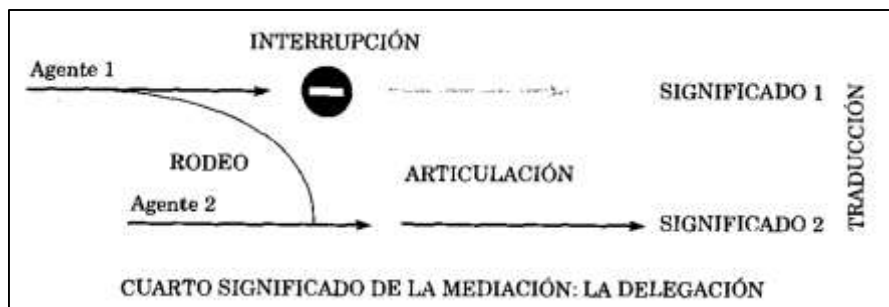 INTERRUPCIÓN
Agente 1
SIGNIFICADO 1
RODEO
ARTICULACIÓN
Agente 2
SIGNIFICADO 2
TRADUCCIÓN
CUARTO SIGNIFICADO DE LA MEDIACIÓN: LA DELEGACIÓN